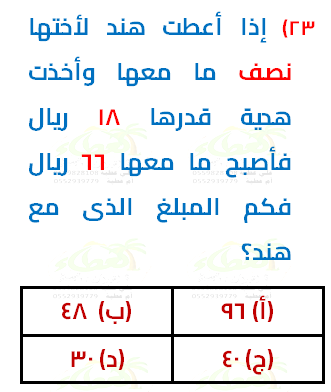 ٢٣) إذا أعطت هند لأختها
نصف ما معها وأخذت
هدية قدرها ١٨ ريال
فأصبح ما معها ٦٦ ريال
فكم المبلغ الذى مع
هند؟
(أ) ٩٦
(ب) ٤٨
(ج) ٤٠
(د) ٣٠